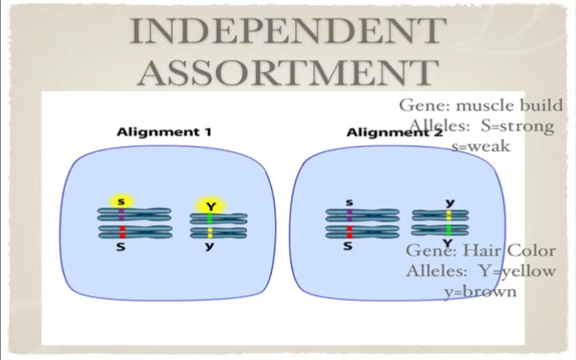 INDEPENDENT
ASSORTMENT
Gene: muscle build
Alleles: S=strong
s=weak
Alignment 1
Alignment 2
s Y
S y
s y
S Y
Gene: Hair Color
Alleles: Y=yellow
y=brown